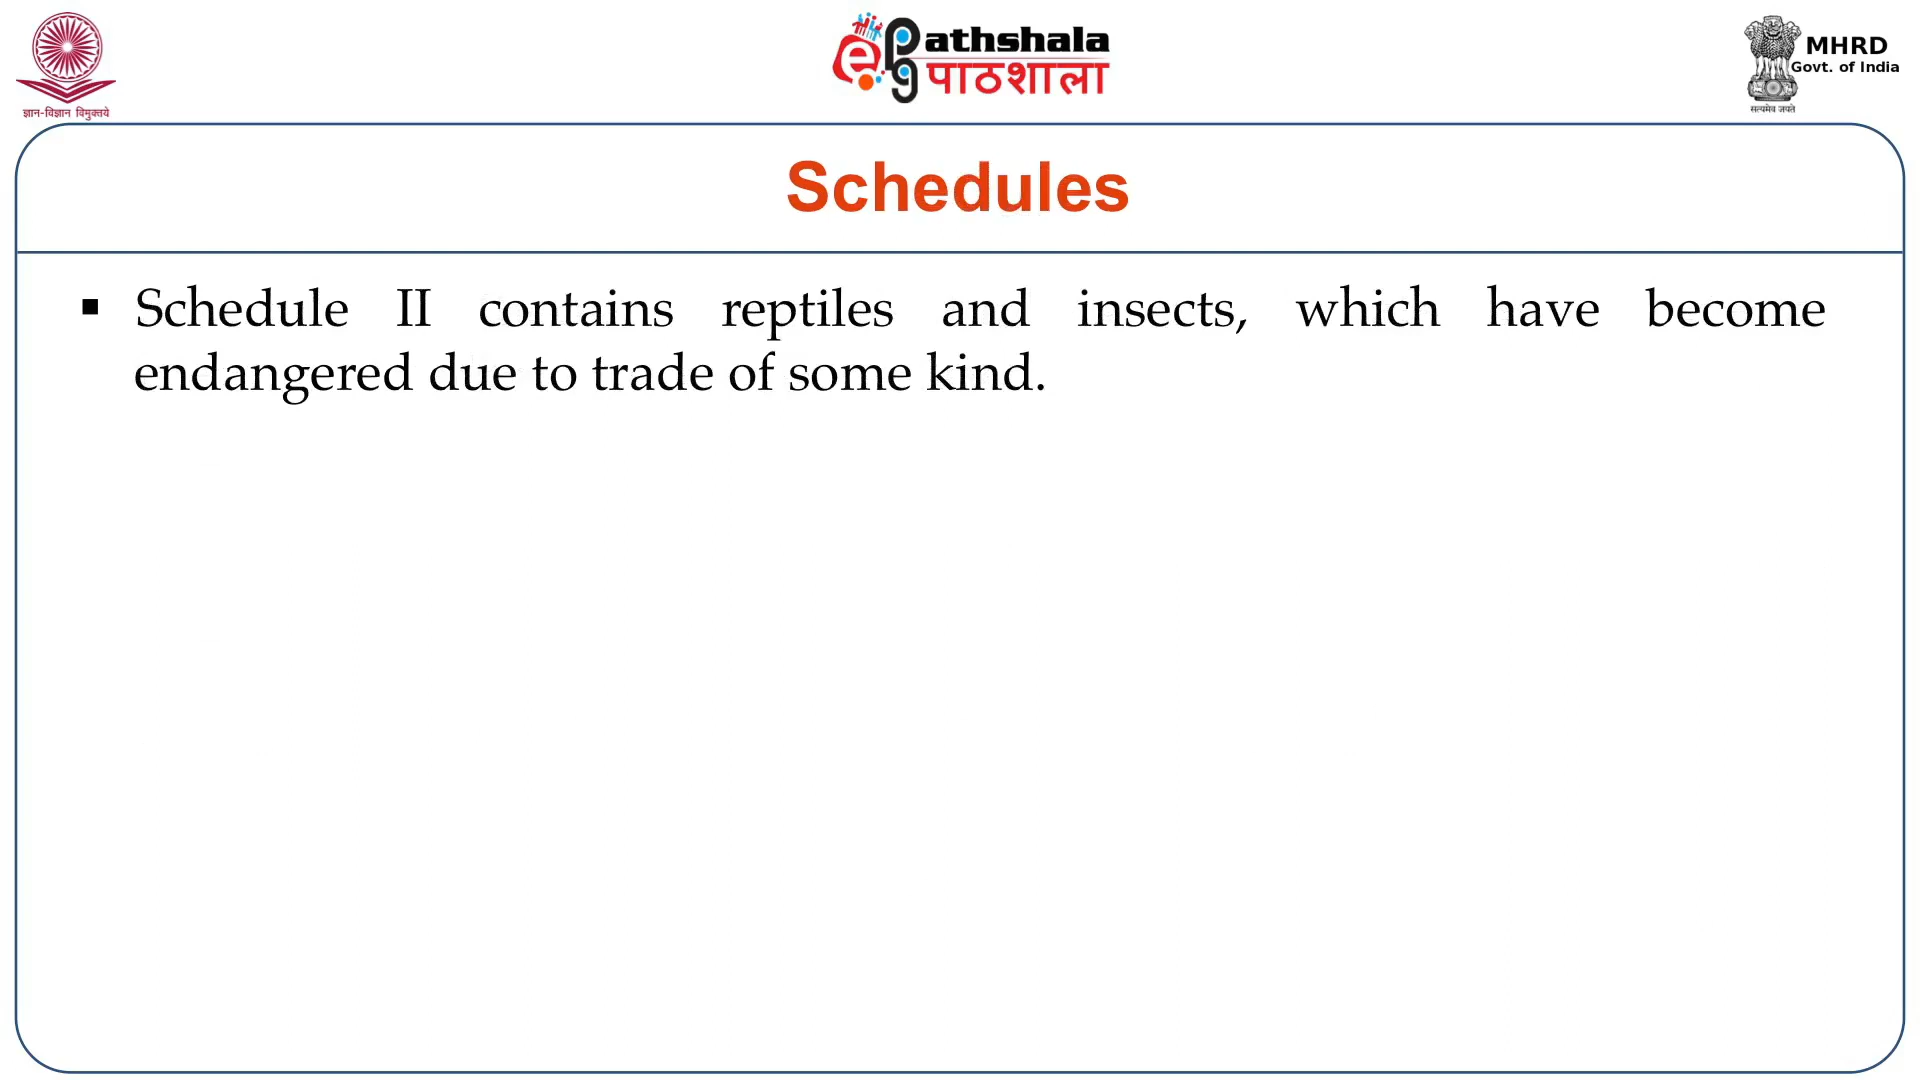 ज्ञान-विज्ञान विमुक्तये
e
pg
athshala
पाठशाला
MHRD
Govt. of India
सत्यमेव जयते
Schedules
▪ Schedule II contains reptiles and insects, which have become
endangered due to trade of some kind.